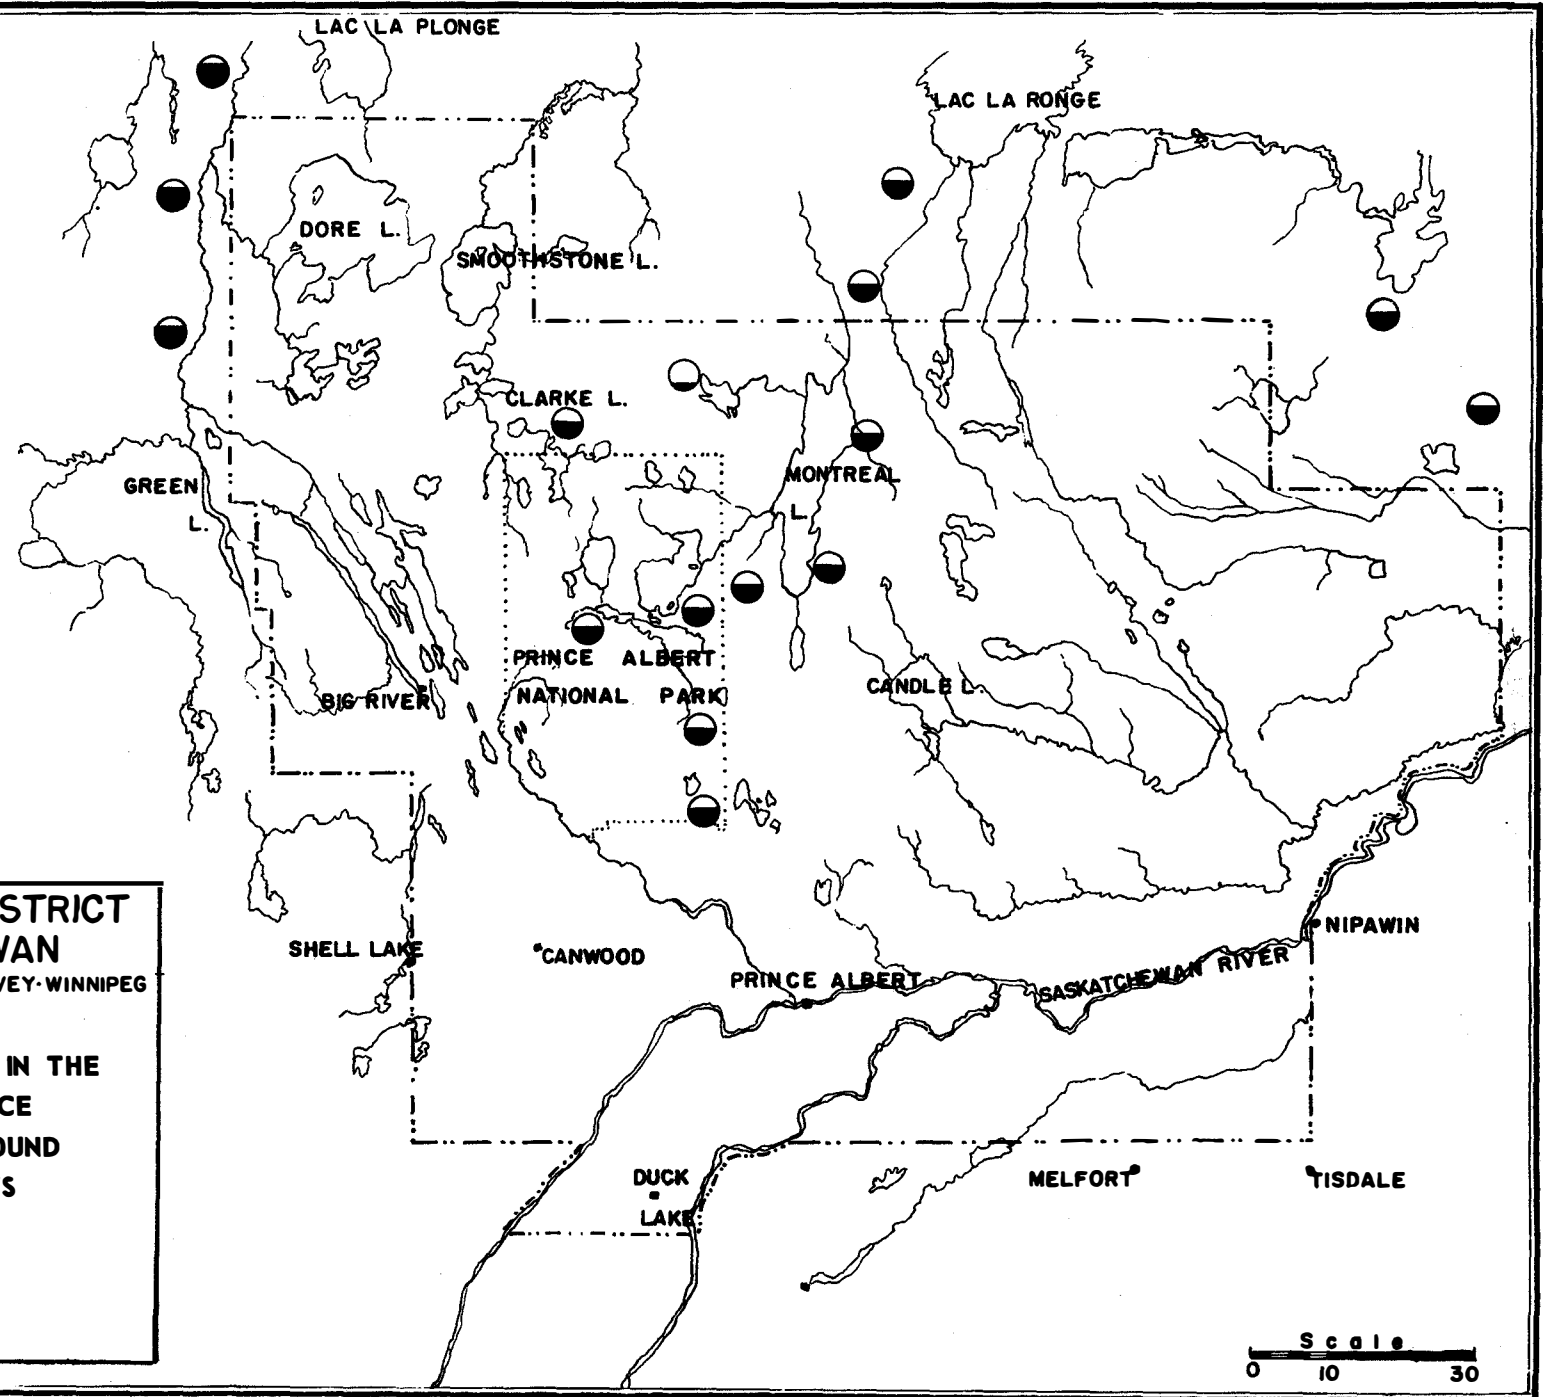 LAC LA PLONGE
LAC LA RONGE
DORE L.
SMOOTHSTONE L.
CLARKE L.
GREEN
L.
MONTREAL
L.
PRINCE ALBERT
NATIONAL PARK
BIG RIVER
CANDLE L.
STRICT
WAN
VEY-WINNIPEG
IN THE
CE
OUND
S
SHELL LAKE
CANWOOD
NIPAWIN
PRINCE ALBERT
SASKATCHEWAN RIVER
DUCK
LAKE
MELFORT
TISDALE
Scale
0 10 30